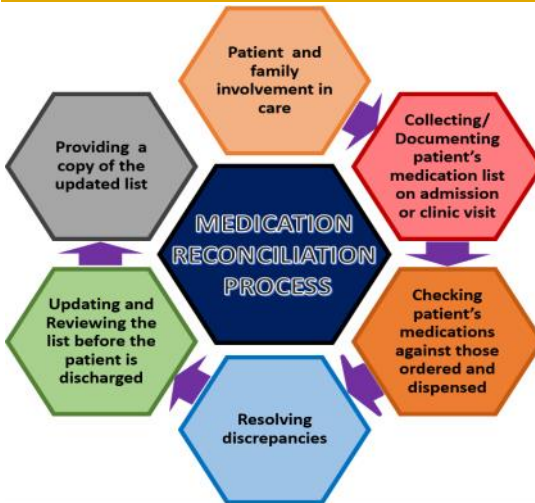 Patient and
family
involvement in
care
Collecting/
Documenting
patient's
medication list
on admission
or clinic visit
Checking
patient's
medications
against those
ordered and
dispensed
Resolving
discrepancies
Updating and
Reviewing the
list before the
patient is
discharged
Providing a
copy of the
updated list
MEDICATION
RECONCILIATION
PROCESS